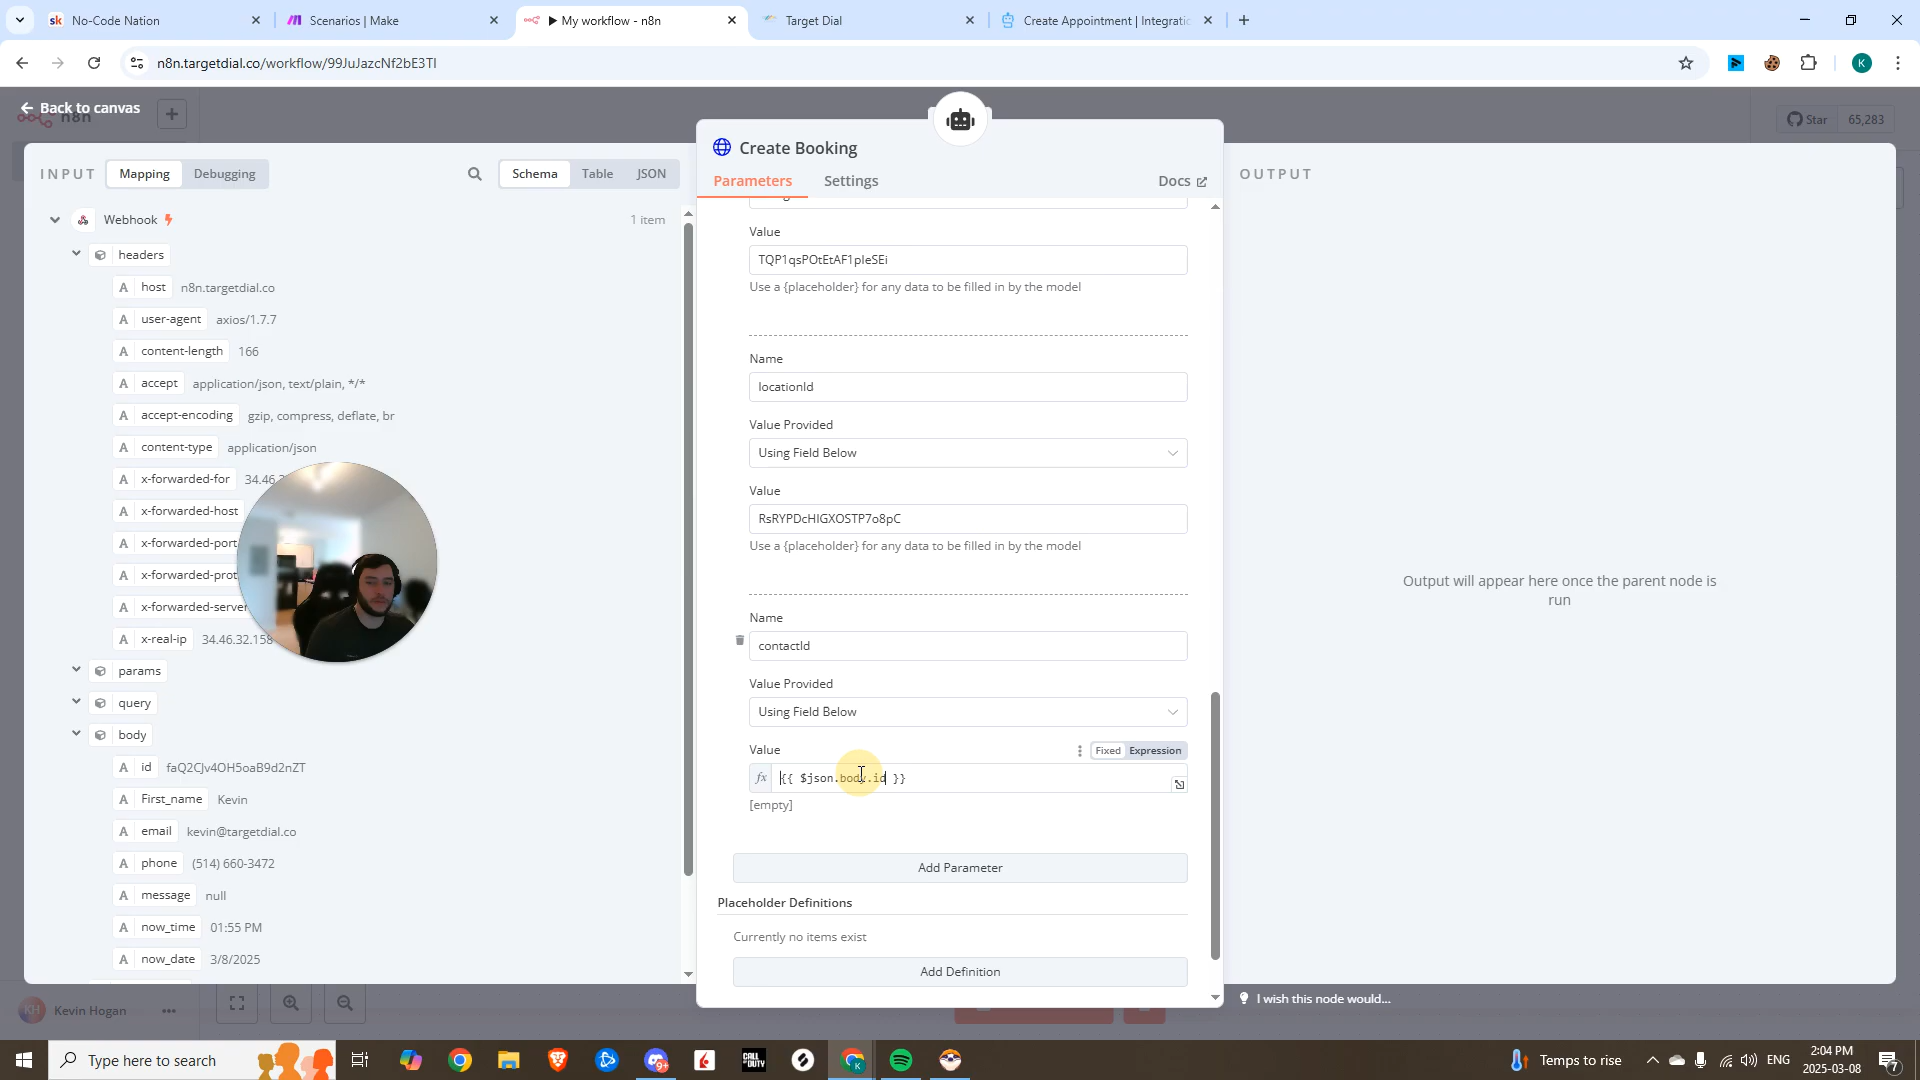 No-Code Nation
Scenarios | Make
▶ My workflow - n8n
Target Dial
Create Appointment | Integratio
n8n.targetdial.co/workflow/99JuJazcNf2bE3TI
K
Back to canvas
n8n
Star 65,283
INPUT
Mapping
Debugging
Schema
Table
JSON
Webhook
1 item
headers
A host n8n.targetdial.co
A user-agent axios/1.7.7
A content-length 166
A accept application/json, text/plain, */*
A accept-encoding gzip, compress, deflate, br
A content-type application/json
A x-forwarded-for 34.46.
A x-forwarded-host
A x-forwarded-port
A x-forwarded-prot
A x-forwarded-server
A x-real-ip 34.46.32.158
params
query
body
A id faQ2CJv4OH5oaB9d2nZT
A First_name Kevin
A email kevin@targetdial.co
A phone (514) 660-3472
A message null
A now_time 01:55 PM
A now_date 3/8/2025
Create Booking
Parameters
Settings
Docs
Value
TQP1qsPOtEtAF1pleSEi
Use a {placeholder} for any data to be filled in by the model
Name
locationId
Value Provided
Using Field Below
Value
RsRYPDcHIGXOSTP7o8pC
Use a {placeholder} for any data to be filled in by the model
Name
contactId
Value Provided
Using Field Below
Value
Fixed
Expression
fx {{ $json.body.id }}
[empty]
Add Parameter
Placeholder Definitions
Currently no items exist
Add Definition
OUTPUT
Output will appear here once the parent node is
run
I wish this node would...
KH Kevin Hogan
Type here to search
Temps to rise
ENG
2:04 PM
2025-03-08
7